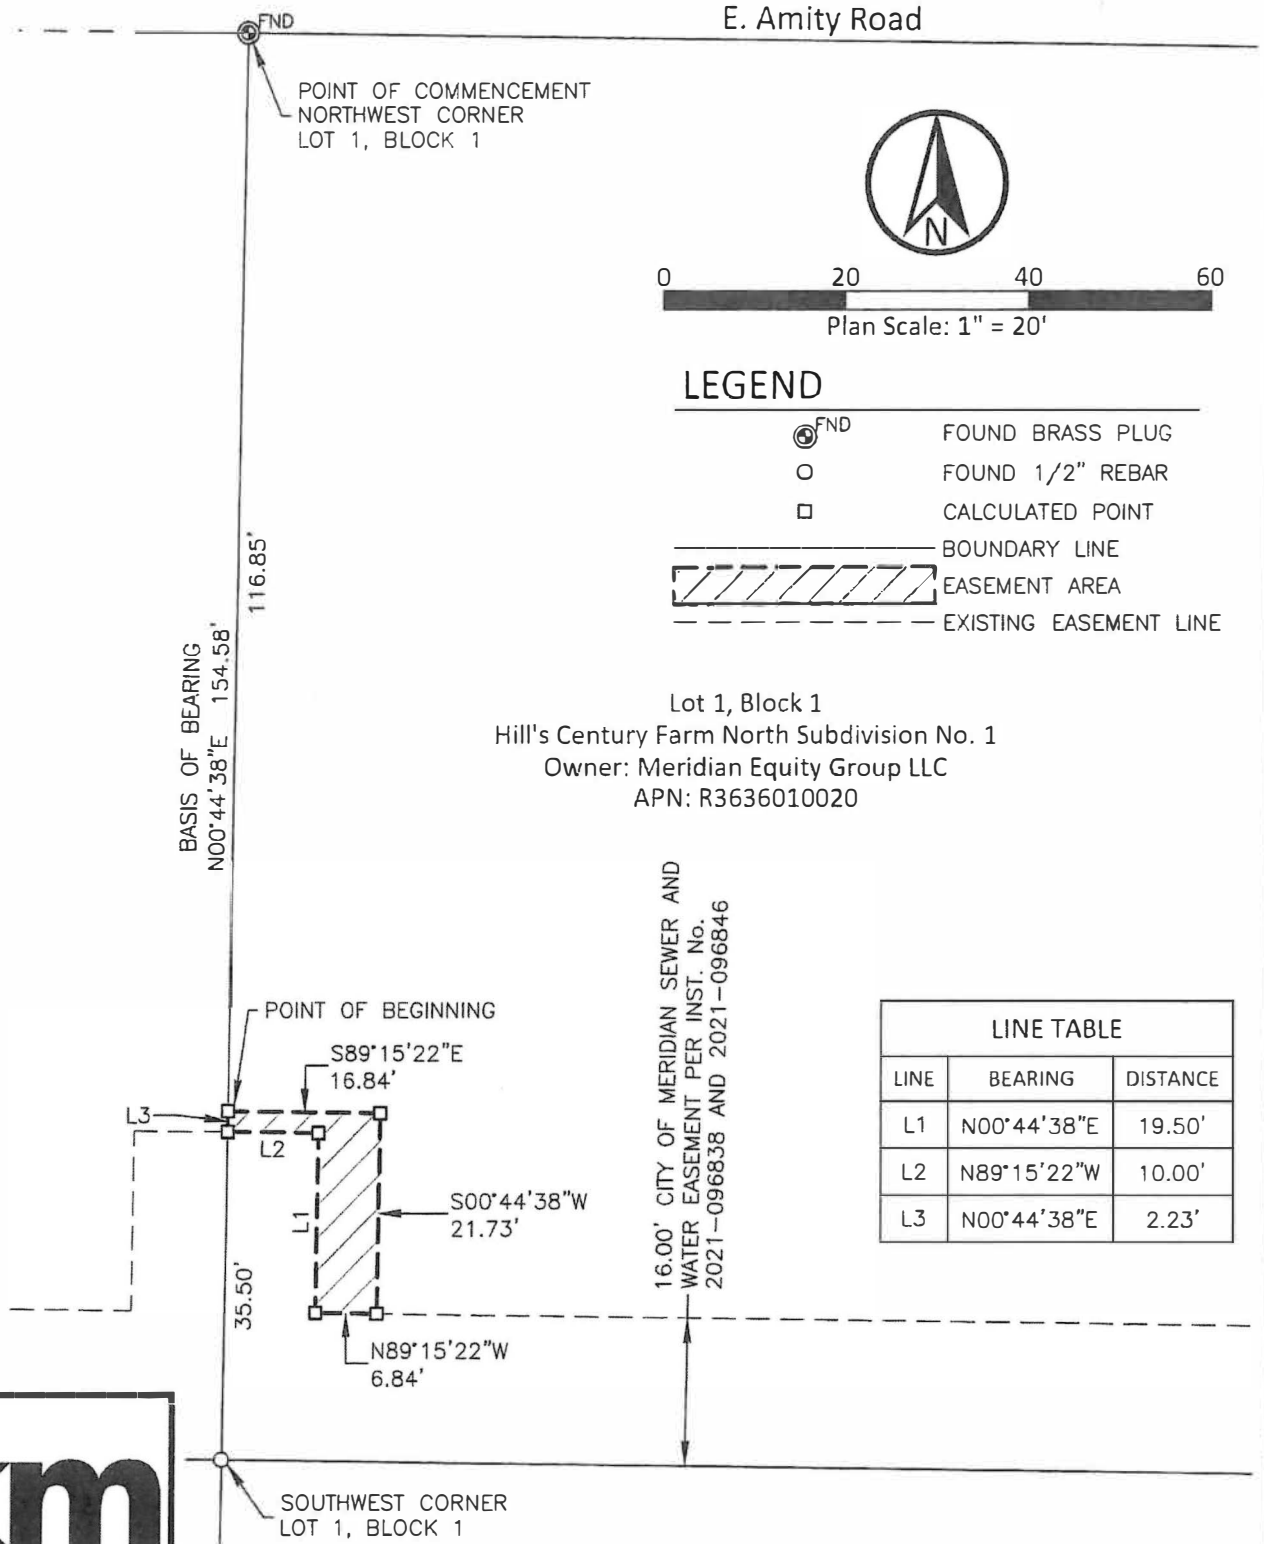 E. Amity Road
FND
POINT OF COMMENCEMENT
NORTHWEST CORNER
LOT 1, BLOCK 1
N
0 20 40 60
Plan Scale: 1" = 20'
LEGEND
FND
FOUND BRASS PLUG
FOUND 1/2" REBAR
CALCULATED POINT
BOUNDARY LINE
EASEMENT AREA
EXISTING EASEMENT LINE
116.85'
BASIS OF BEARING
N00°44'38"E 154.58'
Lot 1, Block 1
Hill's Century Farm North Subdivision No. 1
Owner: Meridian Equity Group LLC
APN: R3636010020
16.00' CITY OF MERIDIAN SEWER AND
WATER EASEMENT PER INST. No.
2021-096838 AND 2021-096846
POINT OF BEGINNING
S89°15'22"E
16.84'
L3
L2
L1
S00°44'38"W
21.73'
35.50'
N89°15'22"W
6.84'
LINE TABLE
LINE BEARING DISTANCE
L1 N00°44'38"E 19.50'
L2 N89°15'22"W 10.00'
L3 N00°44'38"E 2.23'
SOUTHWEST CORNER
LOT 1, BLOCK 1